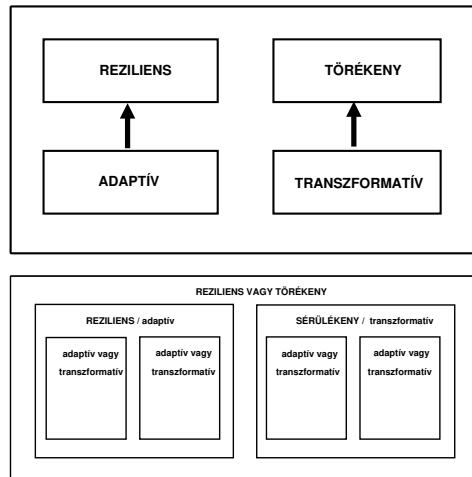 REZILIENS
TÖRÉKENY
ADAPTÍV
TRANSZFORMATÍV
REZILIENS VAGY TÖRÉKENY
REZILIENS / adaptív
SÉRÜLÉKENY / transzformatív
adaptív vagy
transzformatív
adaptív vagy
transzformatív
adaptív vagy
transzformatív
adaptív vagy
transzformatív